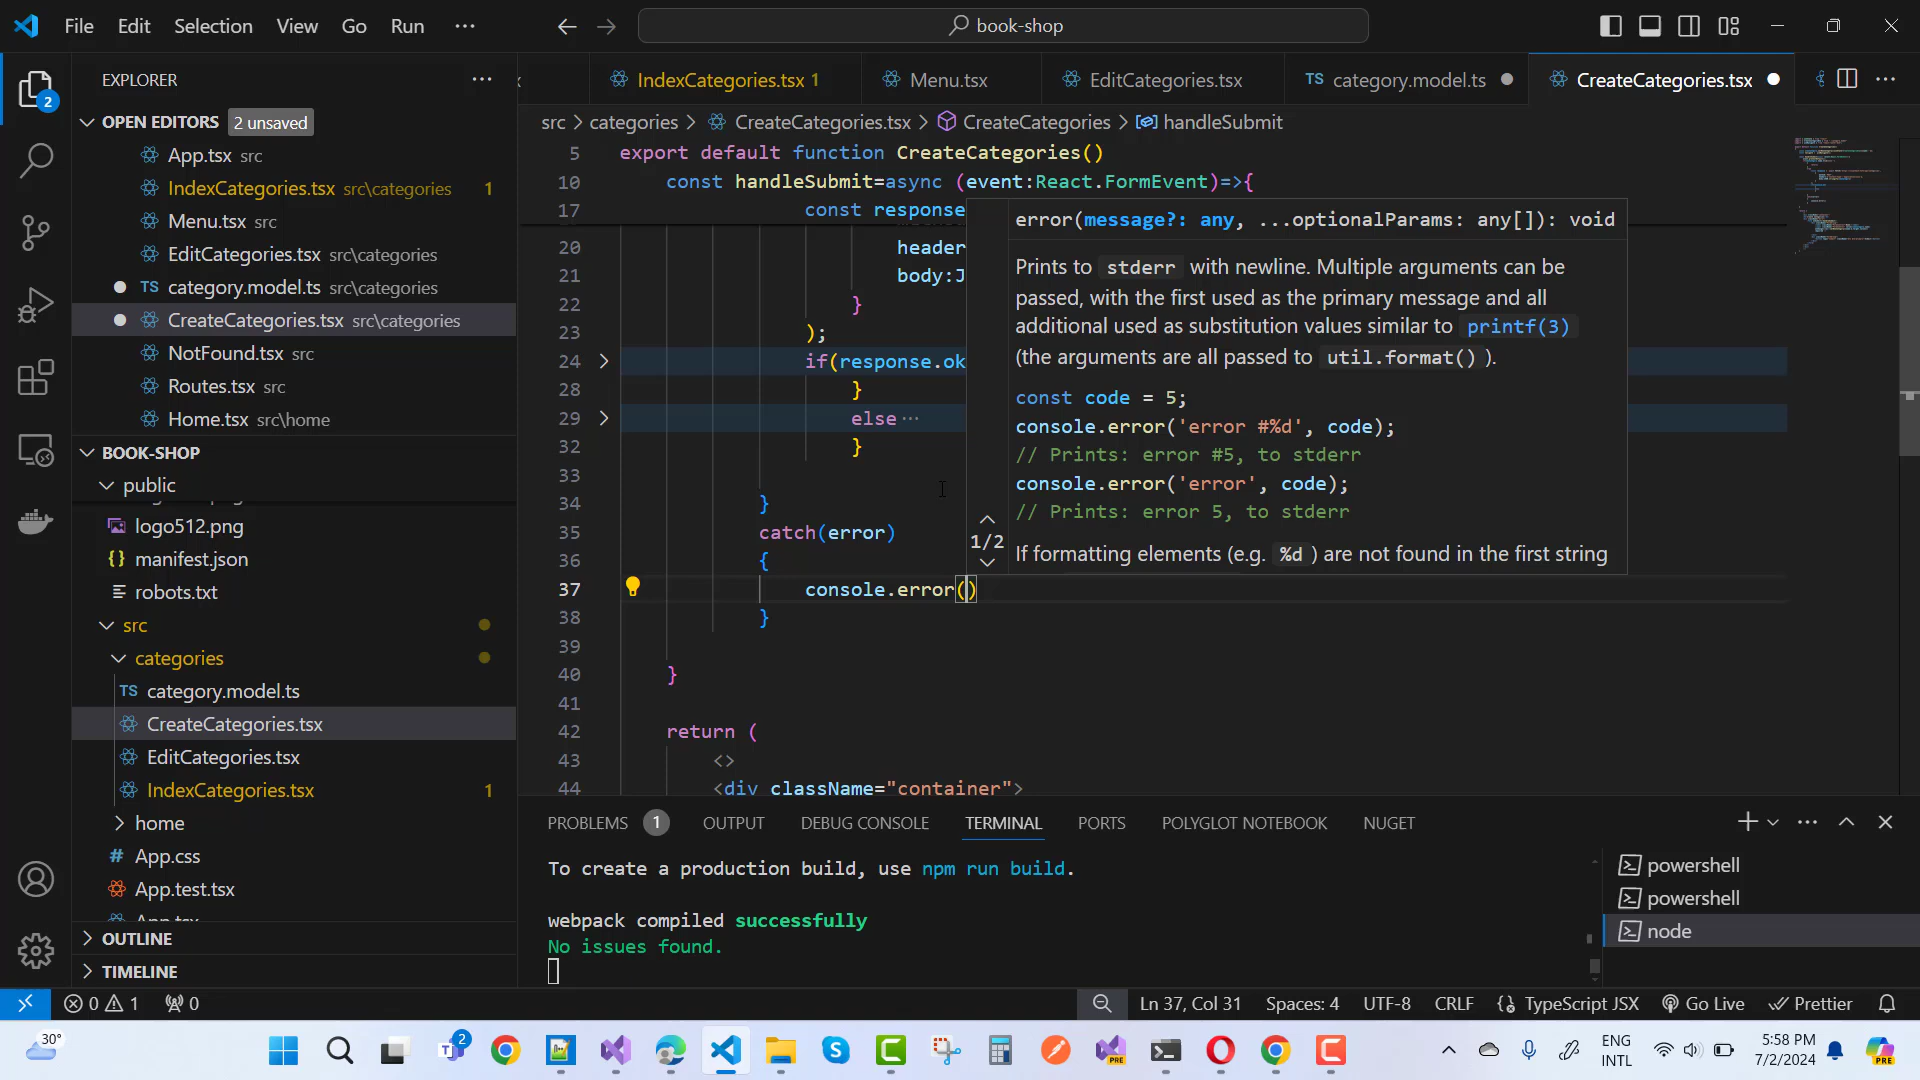 File Edit Selection View Go Run ···
book-shop
EXPLORER
IndexCategories.tsx 1
Menu.tsx
EditCategories.tsx
TS category.model.ts
CreateCategories.tsx
OPEN EDITORS 2 unsaved
src > categories > CreateCategories.tsx > CreateCategories > handleSubmit
App.tsx src
IndexCategories.tsx src\categories 1
Menu.tsx src
EditCategories.tsx src\categories
TS category.model.ts src\categories
CreateCategories.tsx src\categories
NotFound.tsx src
Routes.tsx src
Home.tsx src\home
BOOK-SHOP
public
logo512.png
{} manifest.json
robots.txt
src
categories
TS category.model.ts
CreateCategories.tsx
EditCategories.tsx
IndexCategories.tsx 1
home
# App.css
App.test.tsx
OUTLINE
TIMELINE
5 export default function CreateCategories()
10 const handleSubmit=async (event:React.FormEvent)=>{
17 const response
20 header
21 body:J
22 }
23 );
24 if(response.ok
28 }
29 else···
32 }
33
34 }
35 catch(error)
36 {
37 console.error()
38 }
39
40 }
41
42 return (
43 <>
44 <div className="container">
error(message?: any, ...optionalParams: any[]): void
Prints to stderr with newline. Multiple arguments can be
passed, with the first used as the primary message and all
additional used as substitution values similar to printf(3)
(the arguments are all passed to util.format() ).
const code = 5;
console.error('error #%d', code);
// Prints: error #5, to stderr
console.error('error', code);
// Prints: error 5, to stderr
1/2
If formatting elements (e.g. %d ) are not found in the first string
PROBLEMS 1 OUTPUT DEBUG CONSOLE TERMINAL PORTS POLYGLOT NOTEBOOK NUGET
To create a production build, use npm run build.
webpack compiled successfully
No issues found.
powershell
powershell
node
0 1 0
Ln 37, Col 31 Spaces: 4 UTF-8 CRLF {} TypeScript JSX Go Live Prettier
30°
2
PRE
ENG
INTL
5:58 PM
7/2/2024
PRE